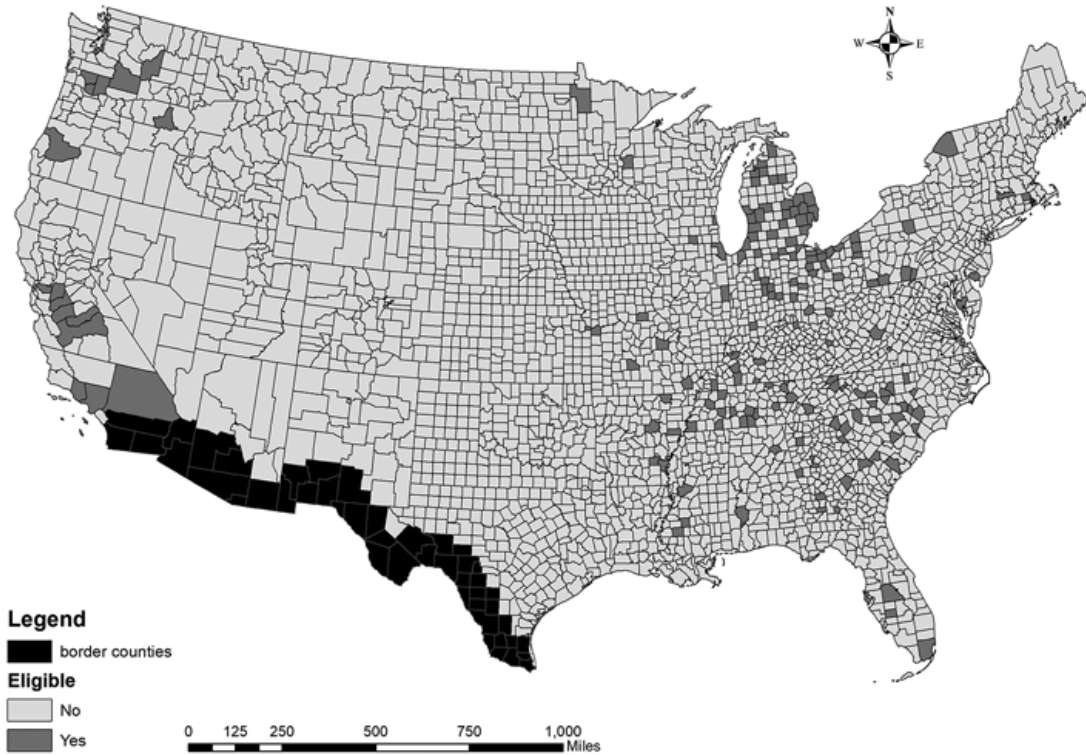 N
W E
S
Legend
border counties
Eligible
No
Yes
0 125 250 500 750 1,000
Miles